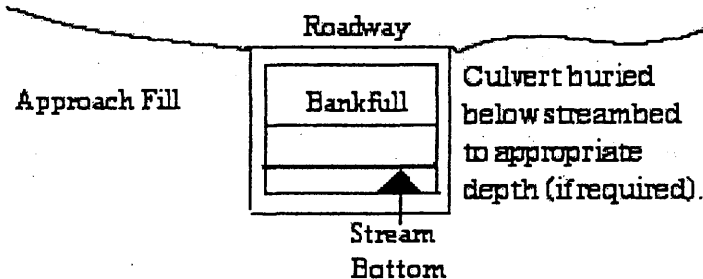 Roadway
Approach Fill
Bankfull
Culvert buried
below streambed
to appropriate
depth (if required).
Stream
Bottom